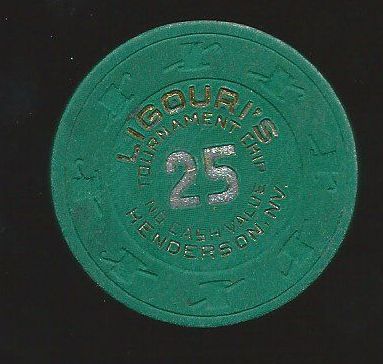 LIGOURI'S
TOURNAMENT CHIP
25
NO CASH VALUE
HENDERSON, NV.